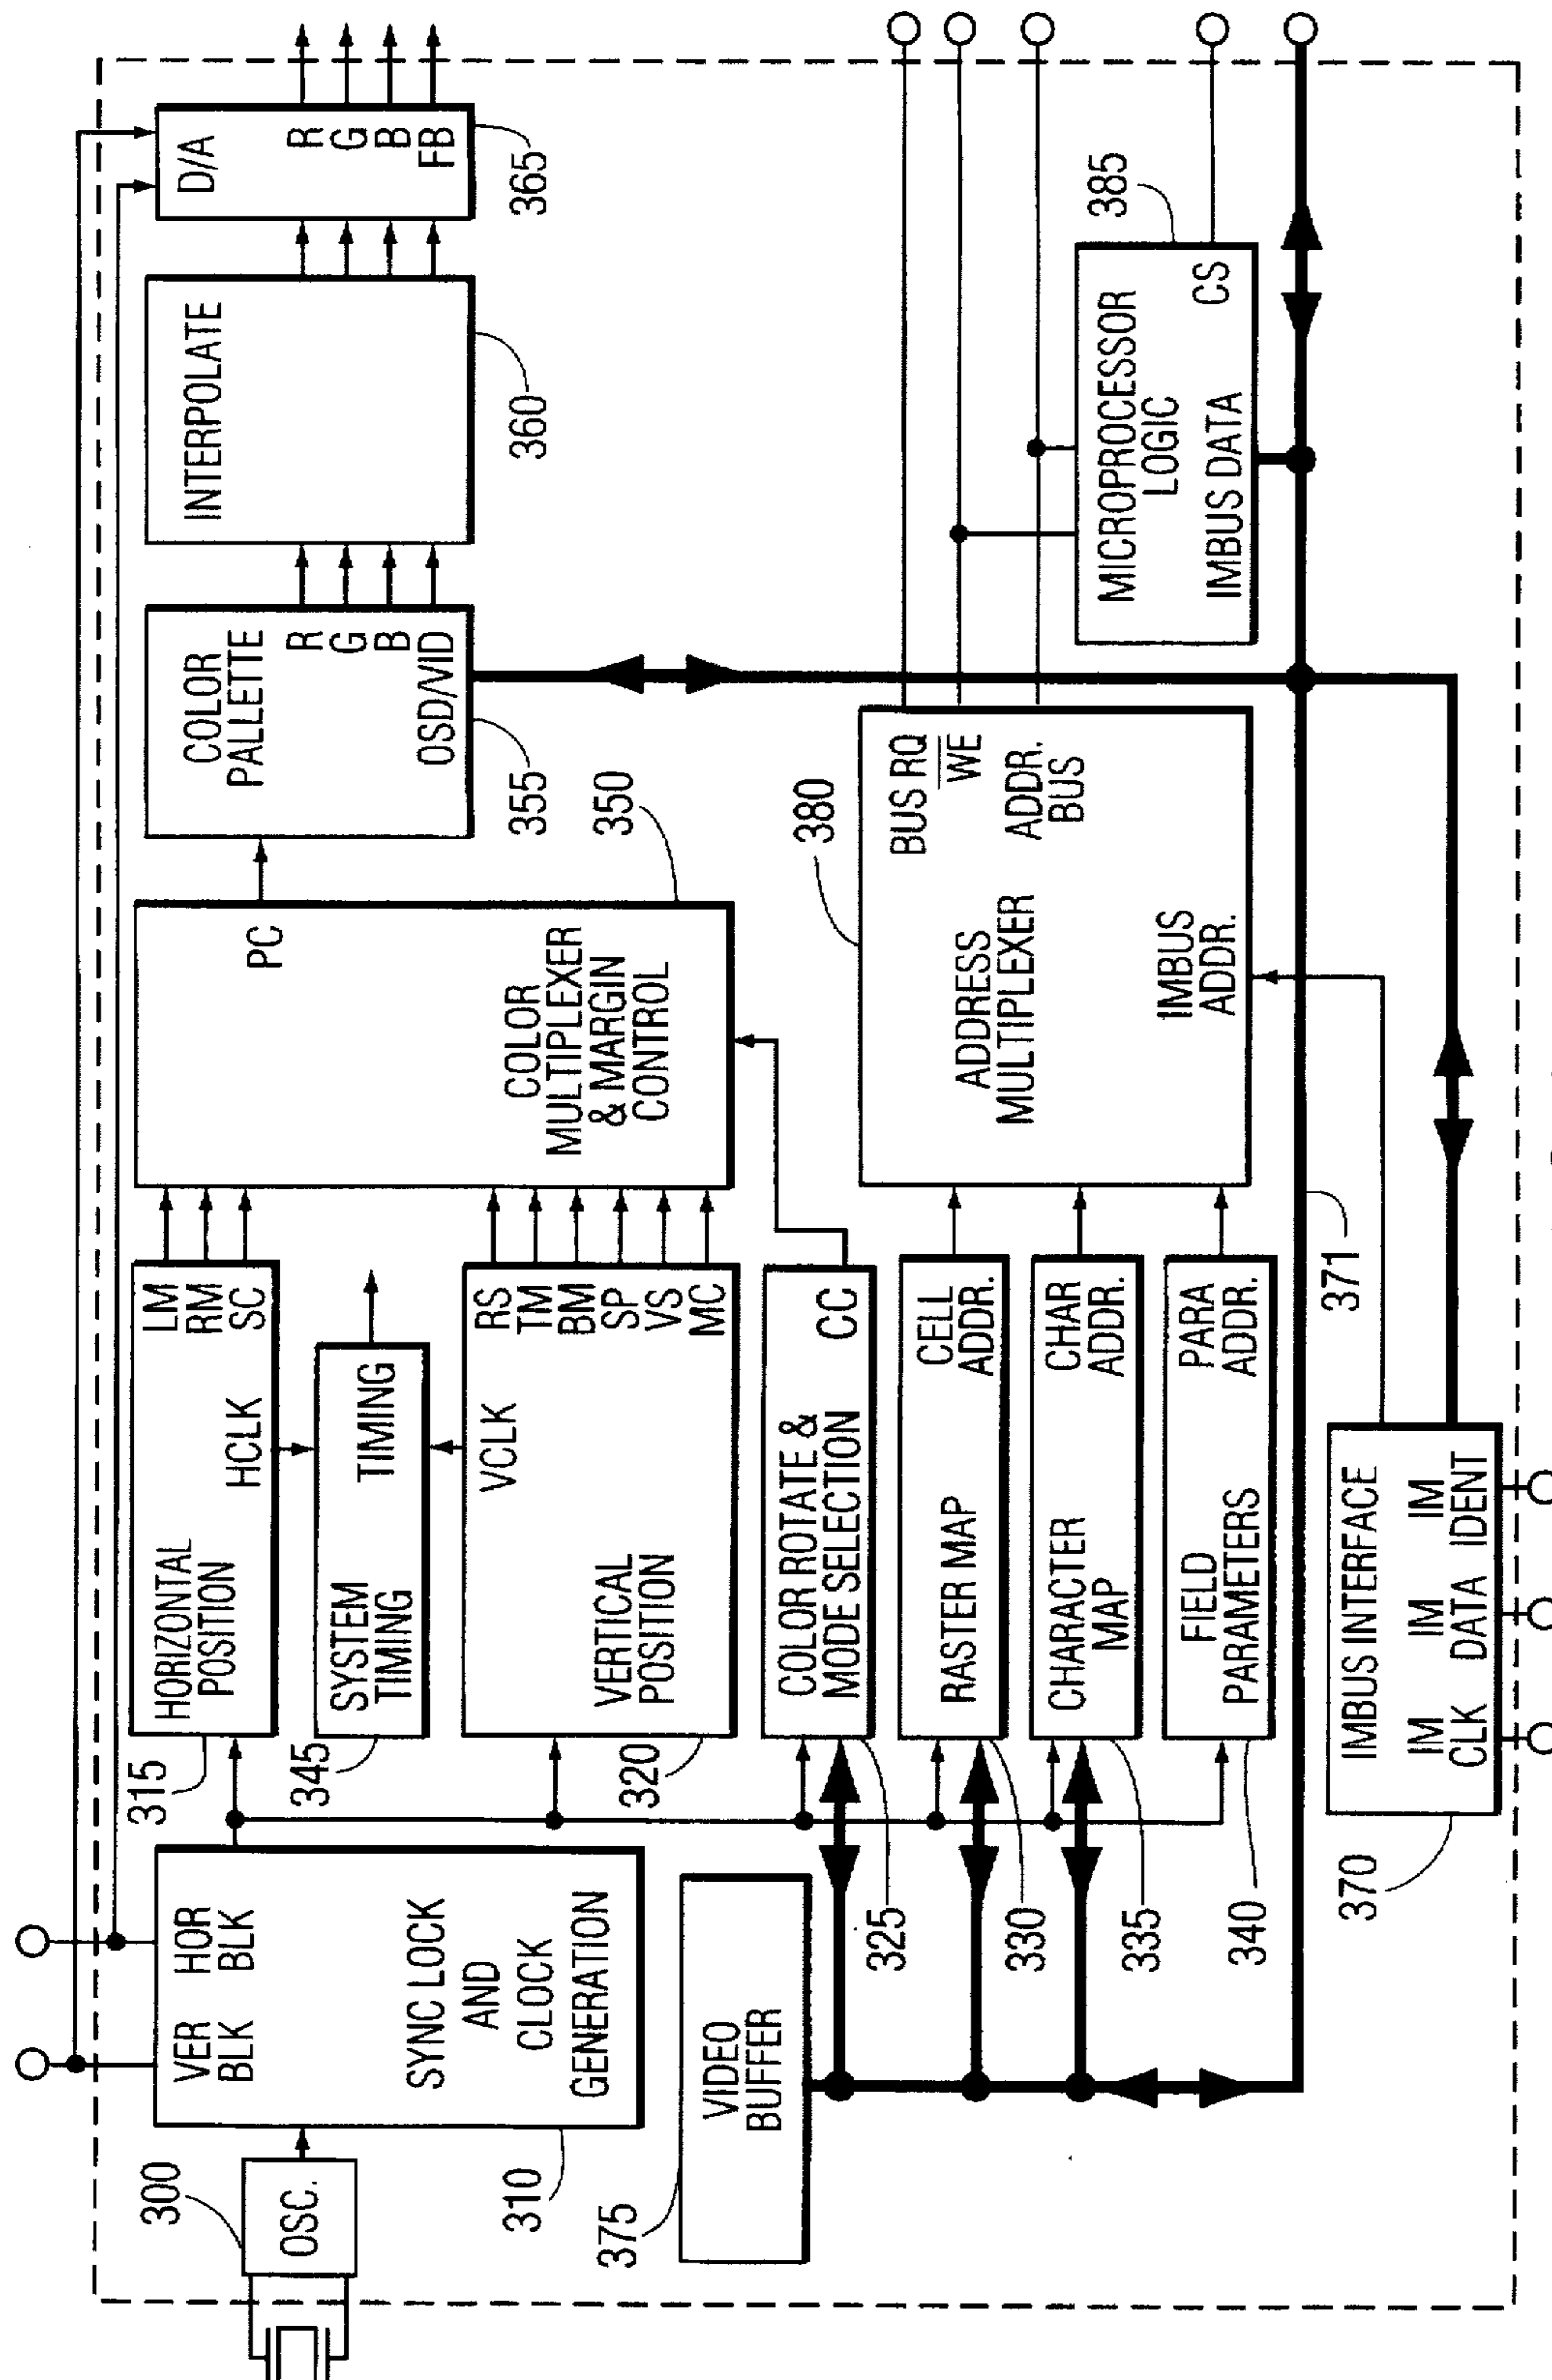 300
OSC.
VER
BLK
HOR
BLK
SYNC LOCK
AND
CLOCK
GENERATION
310
315
HORIZONTAL
POSITION
HCLK
LM
RM
SC
345
SYSTEM
TIMING
TIMING
VCLK
VERTICAL
POSITION
RS
TM
BM
SP
VS
MC
320
PC
COLOR
MULTIPLEXER
& MARGIN
CONTROL
350
COLOR
PALETTE
R
G
B
OSD/VID
355
INTERPOLATE
360
D/A
R
G
B
FB
365
375
VIDEO
BUFFER
COLOR ROTATE &
MODE SELECTION
CC
325
RASTER MAP
CELL
ADDR.
330
CHARACTER
MAP
CHAR
ADDR.
335
FIELD
PARAMETERS
PARA
ADDR.
340
380
BUS RQ
WE
ADDR.
BUS
ADDRESS
MULTIPLEXER
IMBUS
ADDR.
385
MICROPROCESSOR
LOGIC
CS
IMBUS DATA
371
370
IMBUS INTERFACE
IM
CLK
IM
DATA
IM
IDENT